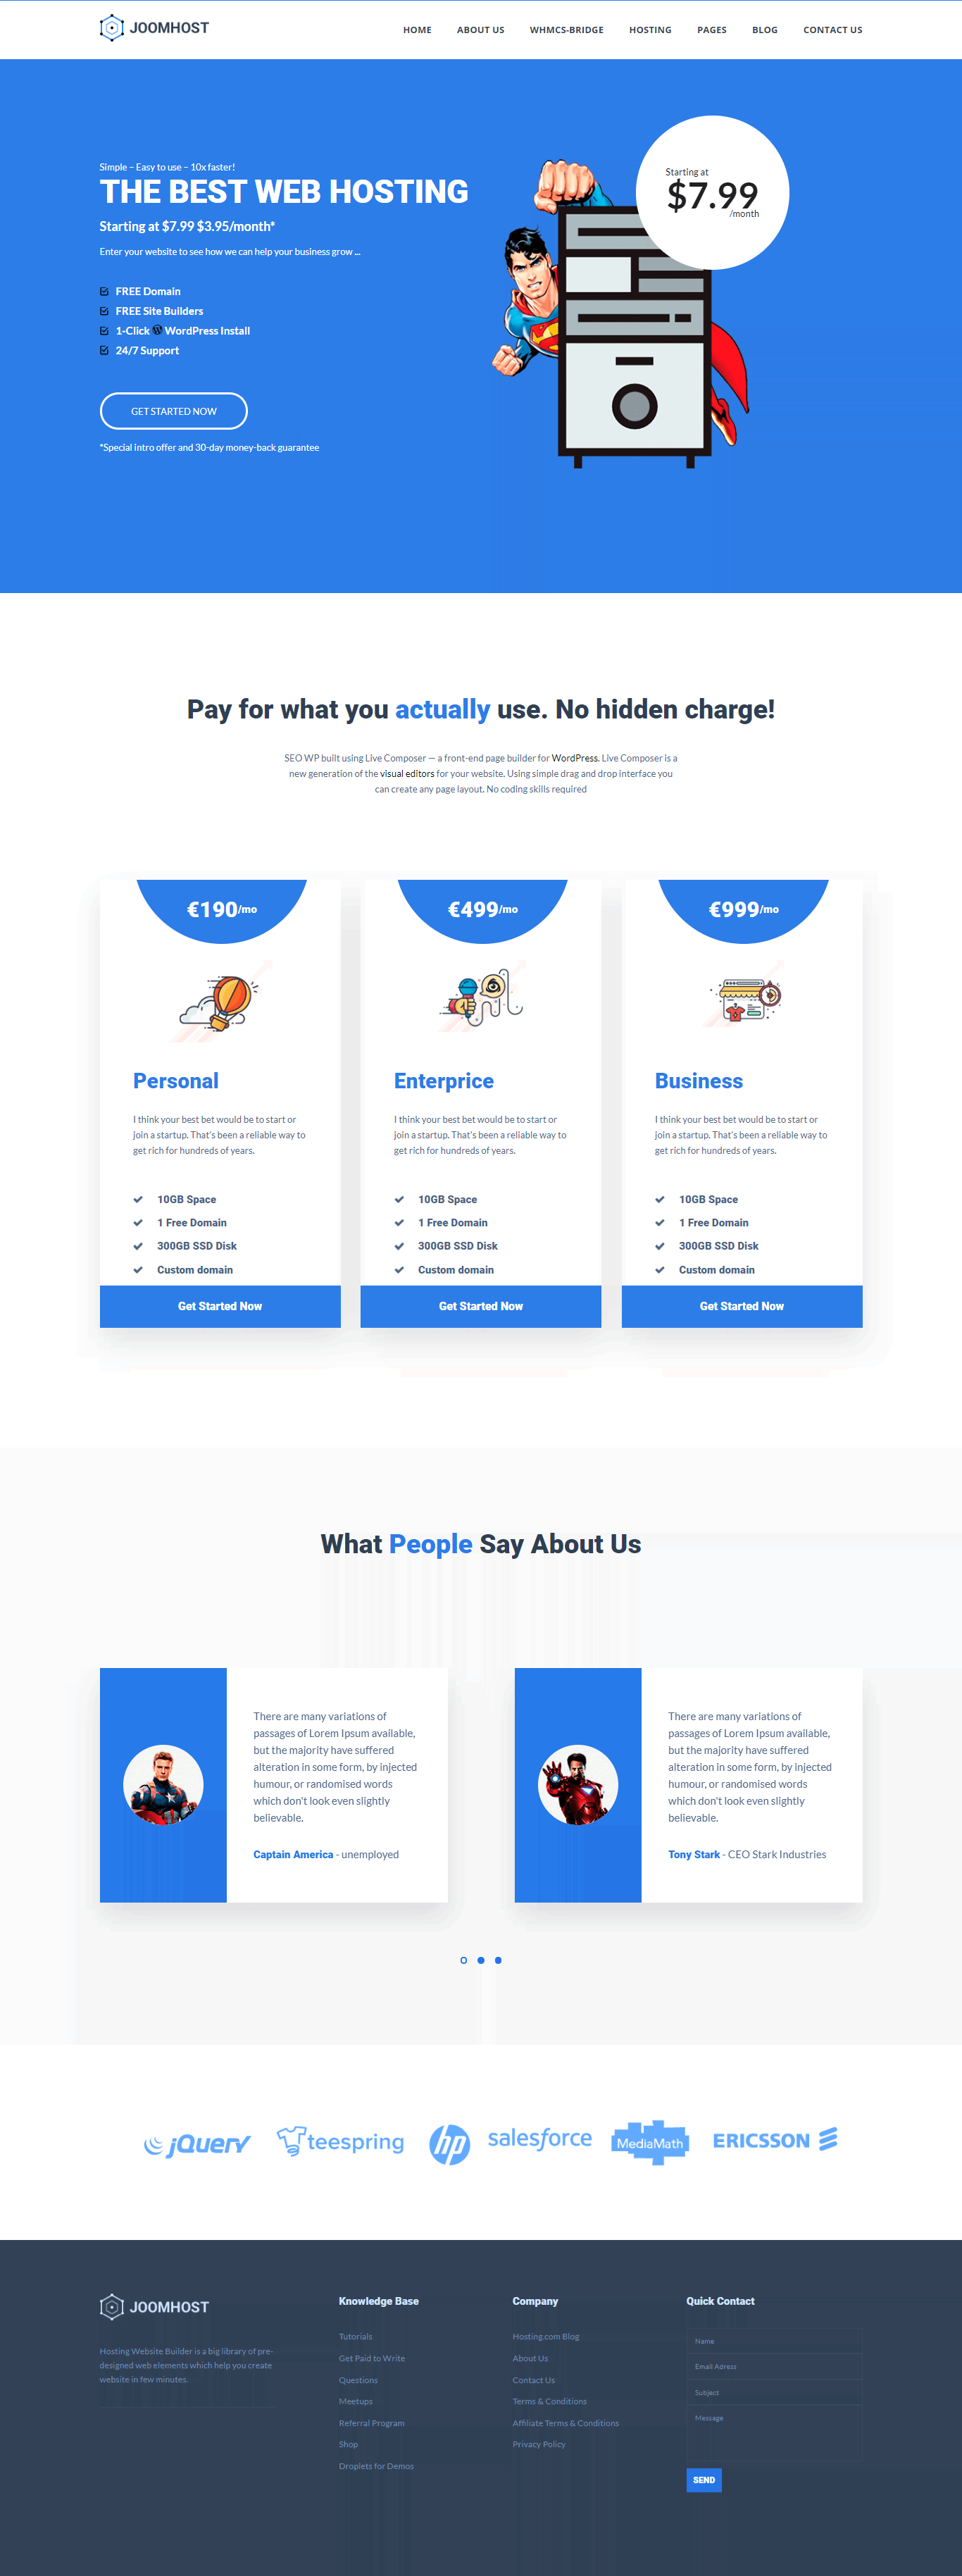 JOOMHOST
HOME ABOUT US WHMCS-BRIDGE HOSTING PAGES BLOG CONTACT US
Simple – Easy to use – 10x faster!
THE BEST WEB HOSTING
Starting at $7.99 $3.95/month*
Enter your website to see how we can help your business grow ...
FREE Domain
FREE Site Builders
1-Click WordPress Install
24/7 Support
GET STARTED NOW
*Special intro offer and 30-day money-back guarantee
Starting at
$7.99
/month
Pay for what you actually use. No hidden charge!
SEO WP built using Live Composer — a front-end page builder for WordPress. Live Composer is a
new generation of the visual editors for your website. Using simple drag and drop interface you
can create any page layout. No coding skills required
€190/mo
Personal
I think your best bet would be to start or
join a startup. That's been a reliable way to
get rich for hundreds of years.
10GB Space
1 Free Domain
300GB SSD Disk
Custom domain
Get Started Now
€499/mo
Enterprice
I think your best bet would be to start or
join a startup. That's been a reliable way to
get rich for hundreds of years.
10GB Space
1 Free Domain
300GB SSD Disk
Custom domain
Get Started Now
€999/mo
Business
I think your best bet would be to start or
join a startup. That's been a reliable way to
get rich for hundreds of years.
10GB Space
1 Free Domain
300GB SSD Disk
Custom domain
Get Started Now
What People Say About Us
There are many variations of
passages of Lorem Ipsum available,
but the majority have suffered
alteration in some form, by injected
humour, or randomised words
which don't look even slightly
believable.
Captain America - unemployed
There are many variations of
passages of Lorem Ipsum available,
but the majority have suffered
alteration in some form, by injected
humour, or randomised words
which don't look even slightly
believable.
Tony Stark - CEO Stark Industries
jQuery teespring hp salesforce MediaMath ERICSSON
JOOMHOST
Hosting Website Builder is a big library of pre-
designed web elements which help you create
website in few minutes.
Knowledge Base
Tutorials
Get Paid to Write
Questions
Meetups
Referral Program
Shop
Droplets for Demos
Company
Hosting.com Blog
About Us
Contact Us
Terms & Conditions
Affiliate Terms & Conditions
Privacy Policy
Quick Contact
Name
Email Adress
Subject
Message
SEND